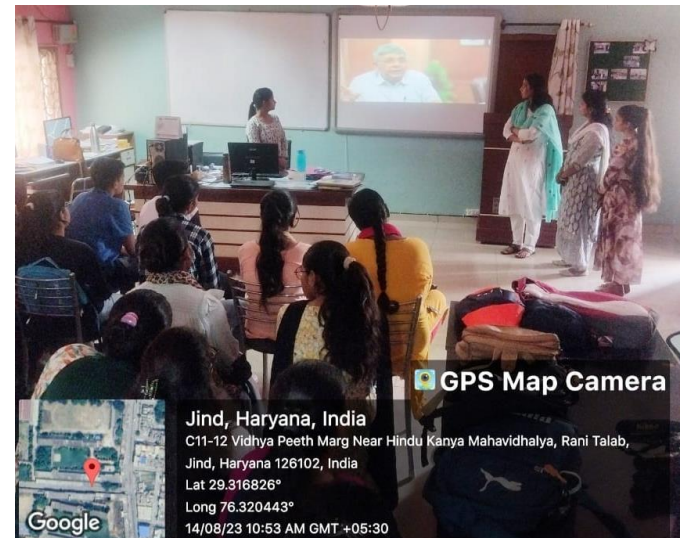 GPS Map Camera
Jind, Haryana, India
C11-12 Vidhya Peeth Marg Near Hindu Kanya Mahavidhalya, Rani Talab,
Jind, Haryana 126102, India
Lat 29.316826°
Long 76.320443°
14/08/23 10:53 AM GMT +05:30
Google